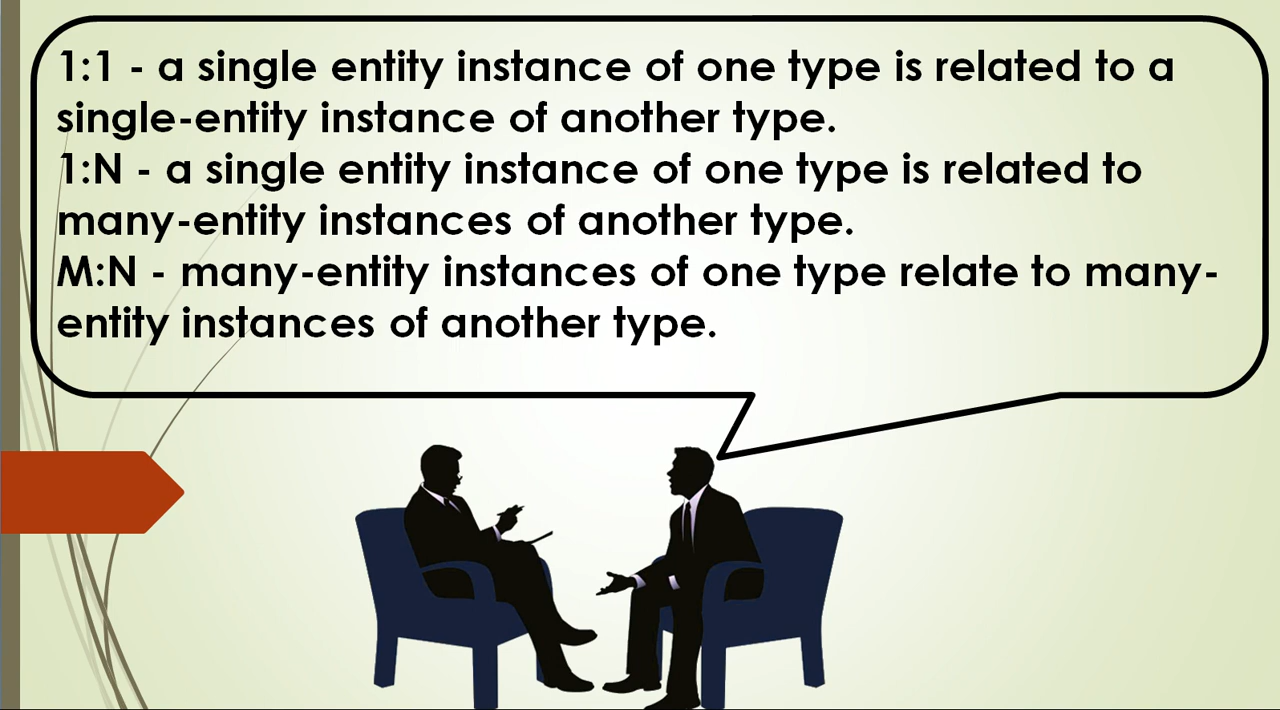 1:1 - a single entity instance of one type is related to a
single-entity instance of another type.
1:N - a single entity instance of one type is related to
many-entity instances of another type.
M:N - many-entity instances of one type relate to many-
entity instances of another type.